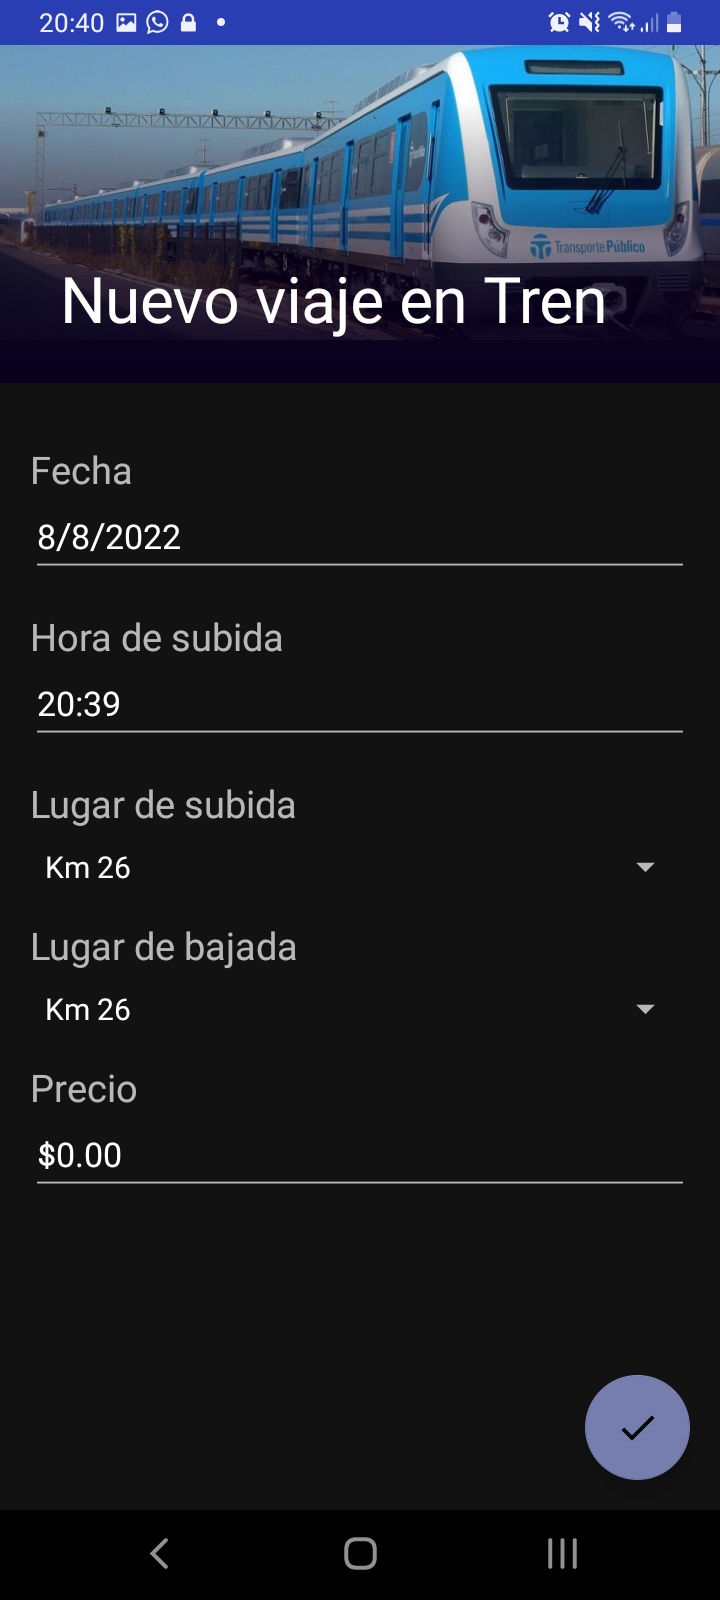 20:40
Transporte Público
Nuevo viaje en Tren
Fecha
8/8/2022
Hora de subida
20:39
Lugar de subida
Km 26
Lugar de bajada
Km 26
Precio
$0.00